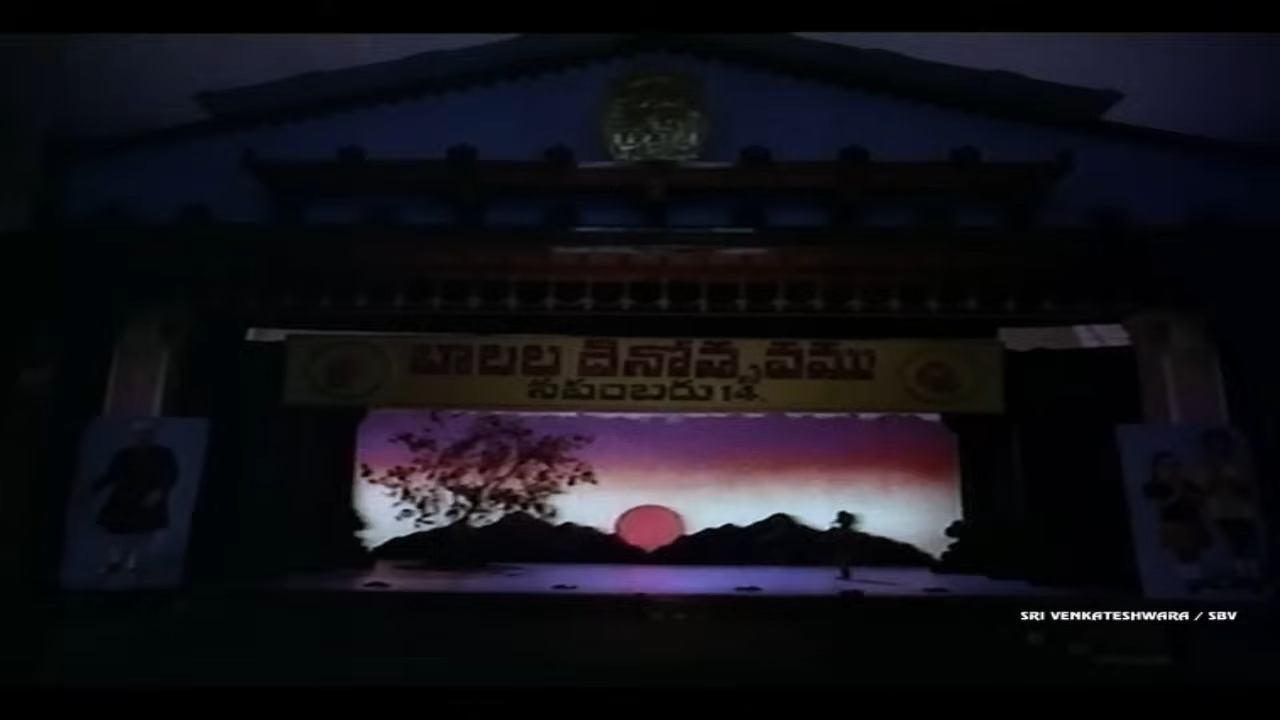 బాలల దినోత్సవము
నవంబరు 14.
SRI VENKATESHWARA / SBV